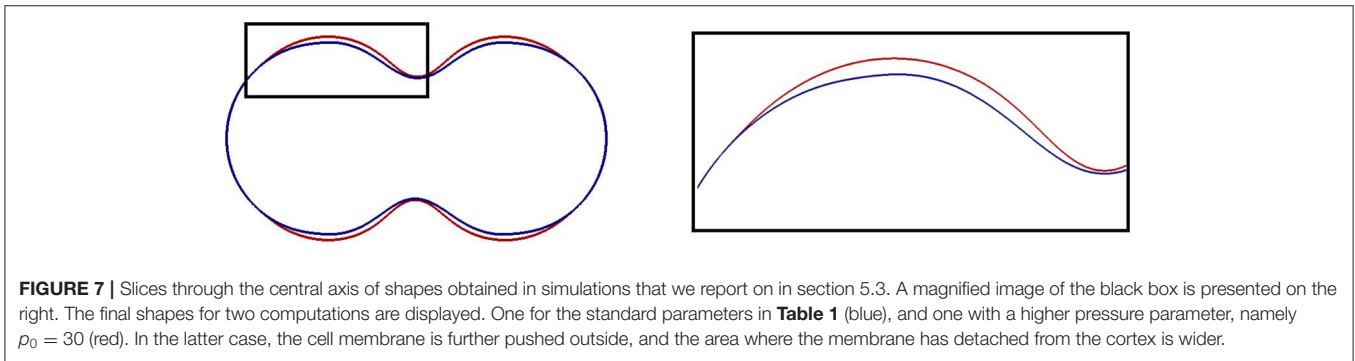 FIGURE 7 | Slices through the central axis of shapes obtained in simulations that we report on in section 5.3. A magnified image of the black box is presented on the
right. The final shapes for two computations are displayed. One for the standard parameters in Table 1 (blue), and one with a higher pressure parameter, namely
p₀ = 30 (red). In the latter case, the cell membrane is further pushed outside, and the area where the membrane has detached from the cortex is wider.